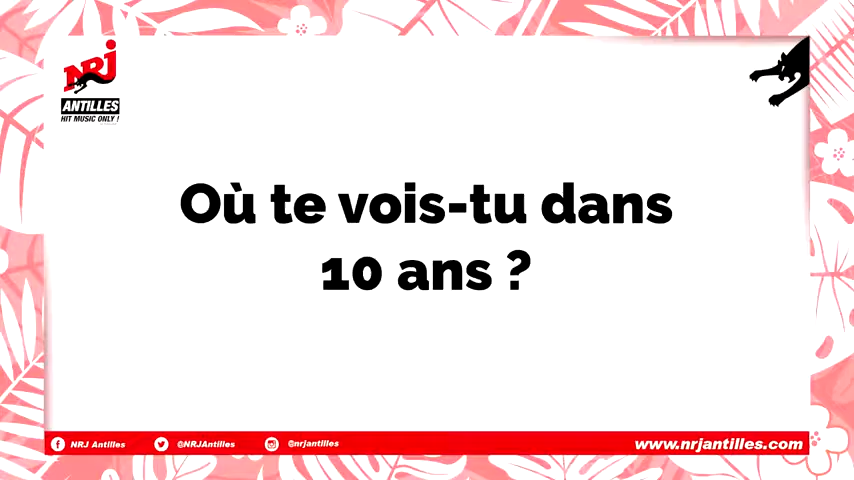 NRJ
ANTILLES
HIT MUSIC ONLY !
Où te vois-tu dans
10 ans ?
NRJ Antilles
@NRJAntilles
@nrjantilles
www.nrjantilles.com